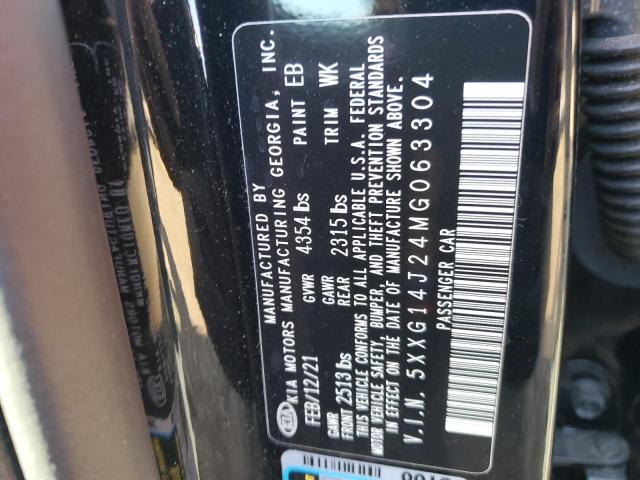 KIA
MANUFACTURED BY
KIA MOTORS MANUFACTURING GEORGIA, INC.
FEB/12/21 GVWR 4354 lbs PAINT EB
GAWR FRONT 2513 lbs GAWR REAR 2315 lbs TRIM WK
THIS VEHICLE CONFORMS TO ALL APPLICABLE U.S.A. FEDERAL
MOTOR VEHICLE SAFETY, BUMPER, AND THEFT PREVENTION STANDARDS
IN EFFECT ON THE DATE OF MANUFACTURE SHOWN ABOVE.
V.I.N. 5XXG14J24MG063304
PASSENGER CAR